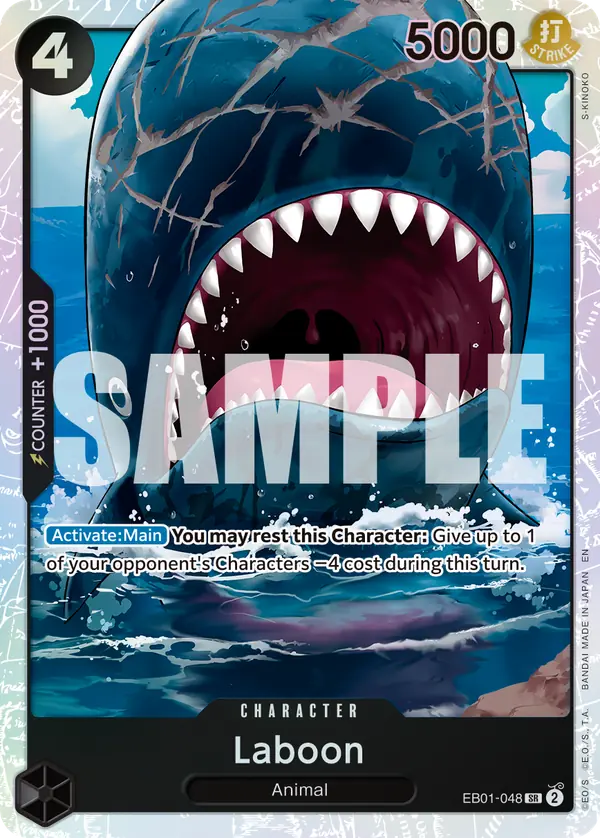 4
5000
打
STRIKE
S-KINOKO
COUNTER +1000
SAMPLE
Activate:Main You may rest this Character: Give up to 1
of your opponent's Characters −4 cost during this turn.
BANDAI MADE IN JAPAN EN
©E.O/S ©E.O./S., T.A.
CHARACTER
Laboon
Animal
EB01-048 SR 2